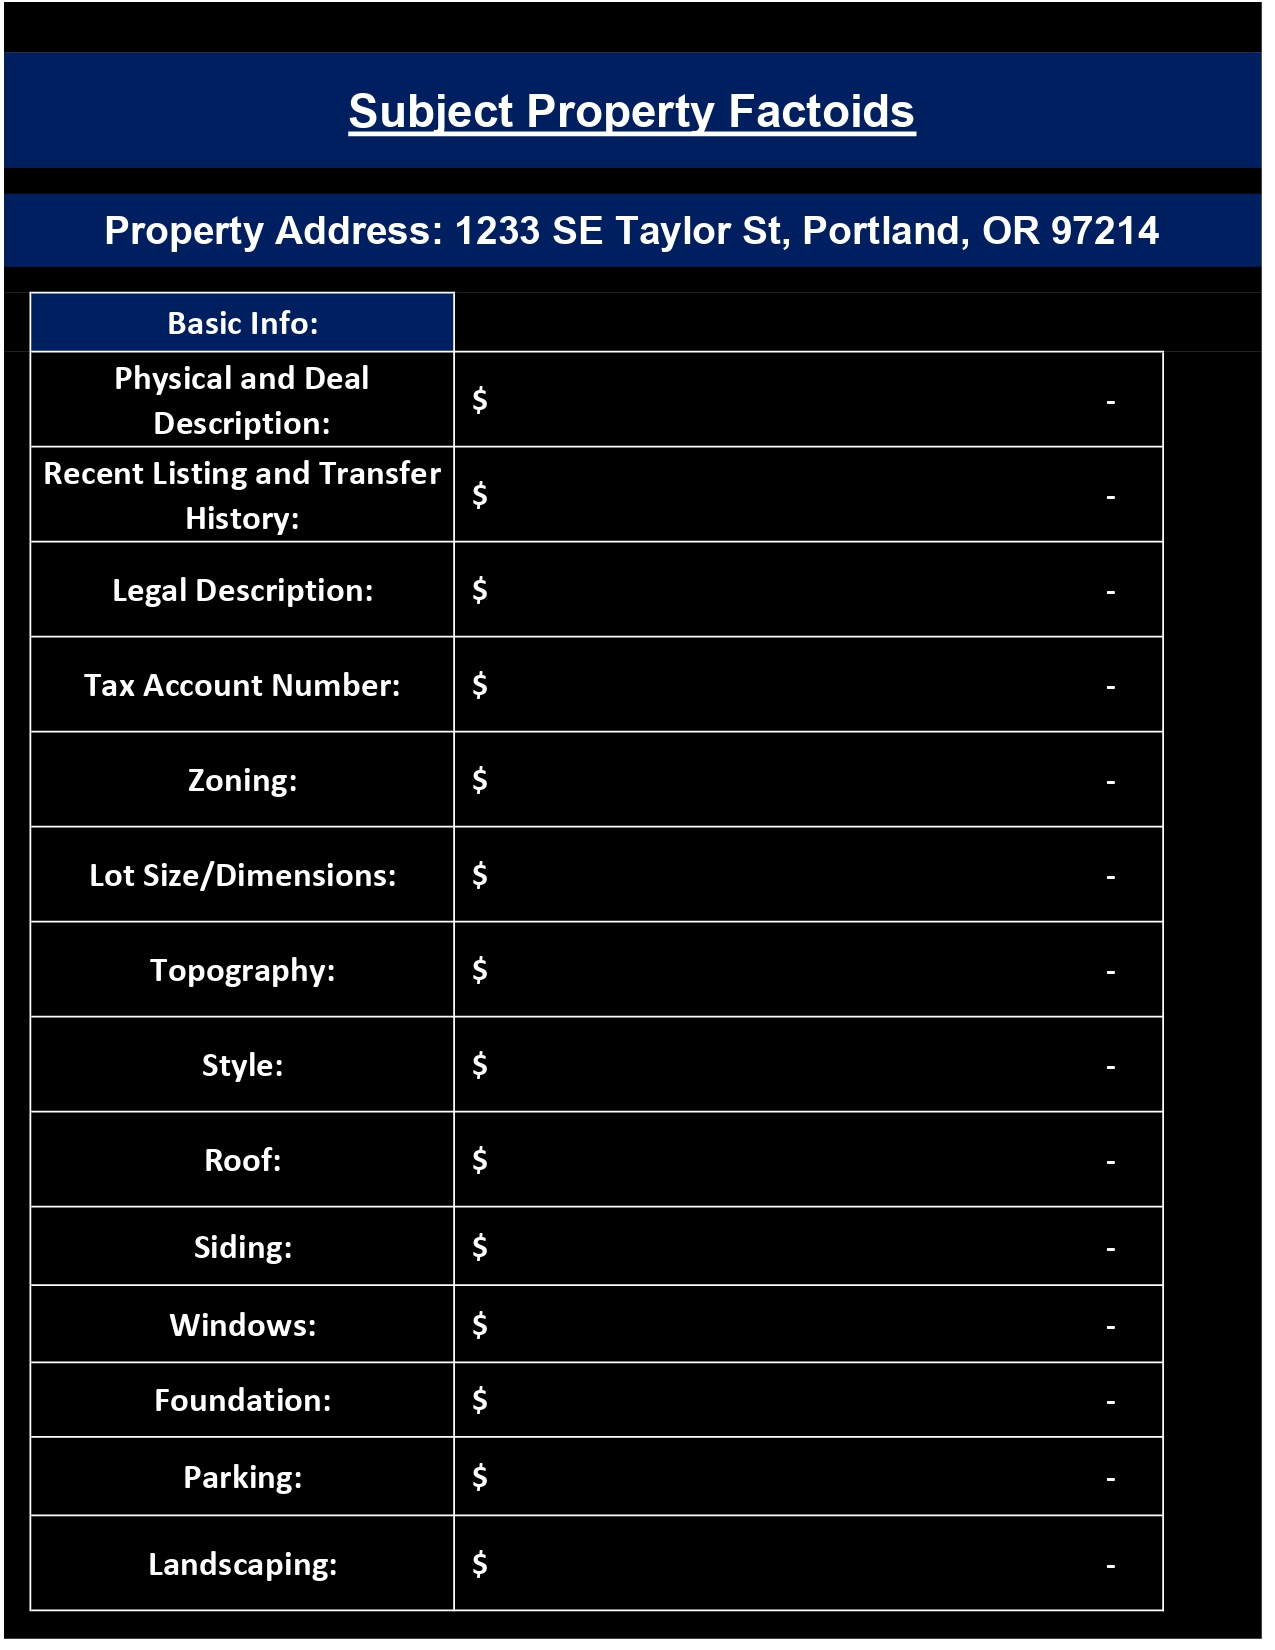 Subject Property Factoids
Property Address: 1233 SE Taylor St, Portland, OR 97214
Basic Info:
Physical and Deal
Description:
$ -
Recent Listing and Transfer
History:
$ -
Legal Description: $ -
Tax Account Number: $ -
Zoning: $ -
Lot Size/Dimensions: $ -
Topography: $ -
Style: $ -
Roof: $ -
Siding: $ -
Windows: $ -
Foundation: $ -
Parking: $ -
Landscaping: $ -